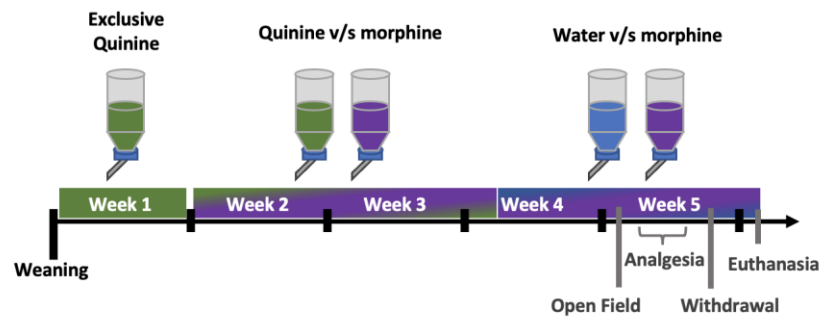 Exclusive
Quinine
Quinine v/s morphine
Water v/s morphine
Week 1
Week 2
Week 3
Week 4
Week 5
Weaning
Analgesia
Euthanasia
Open Field
Withdrawal